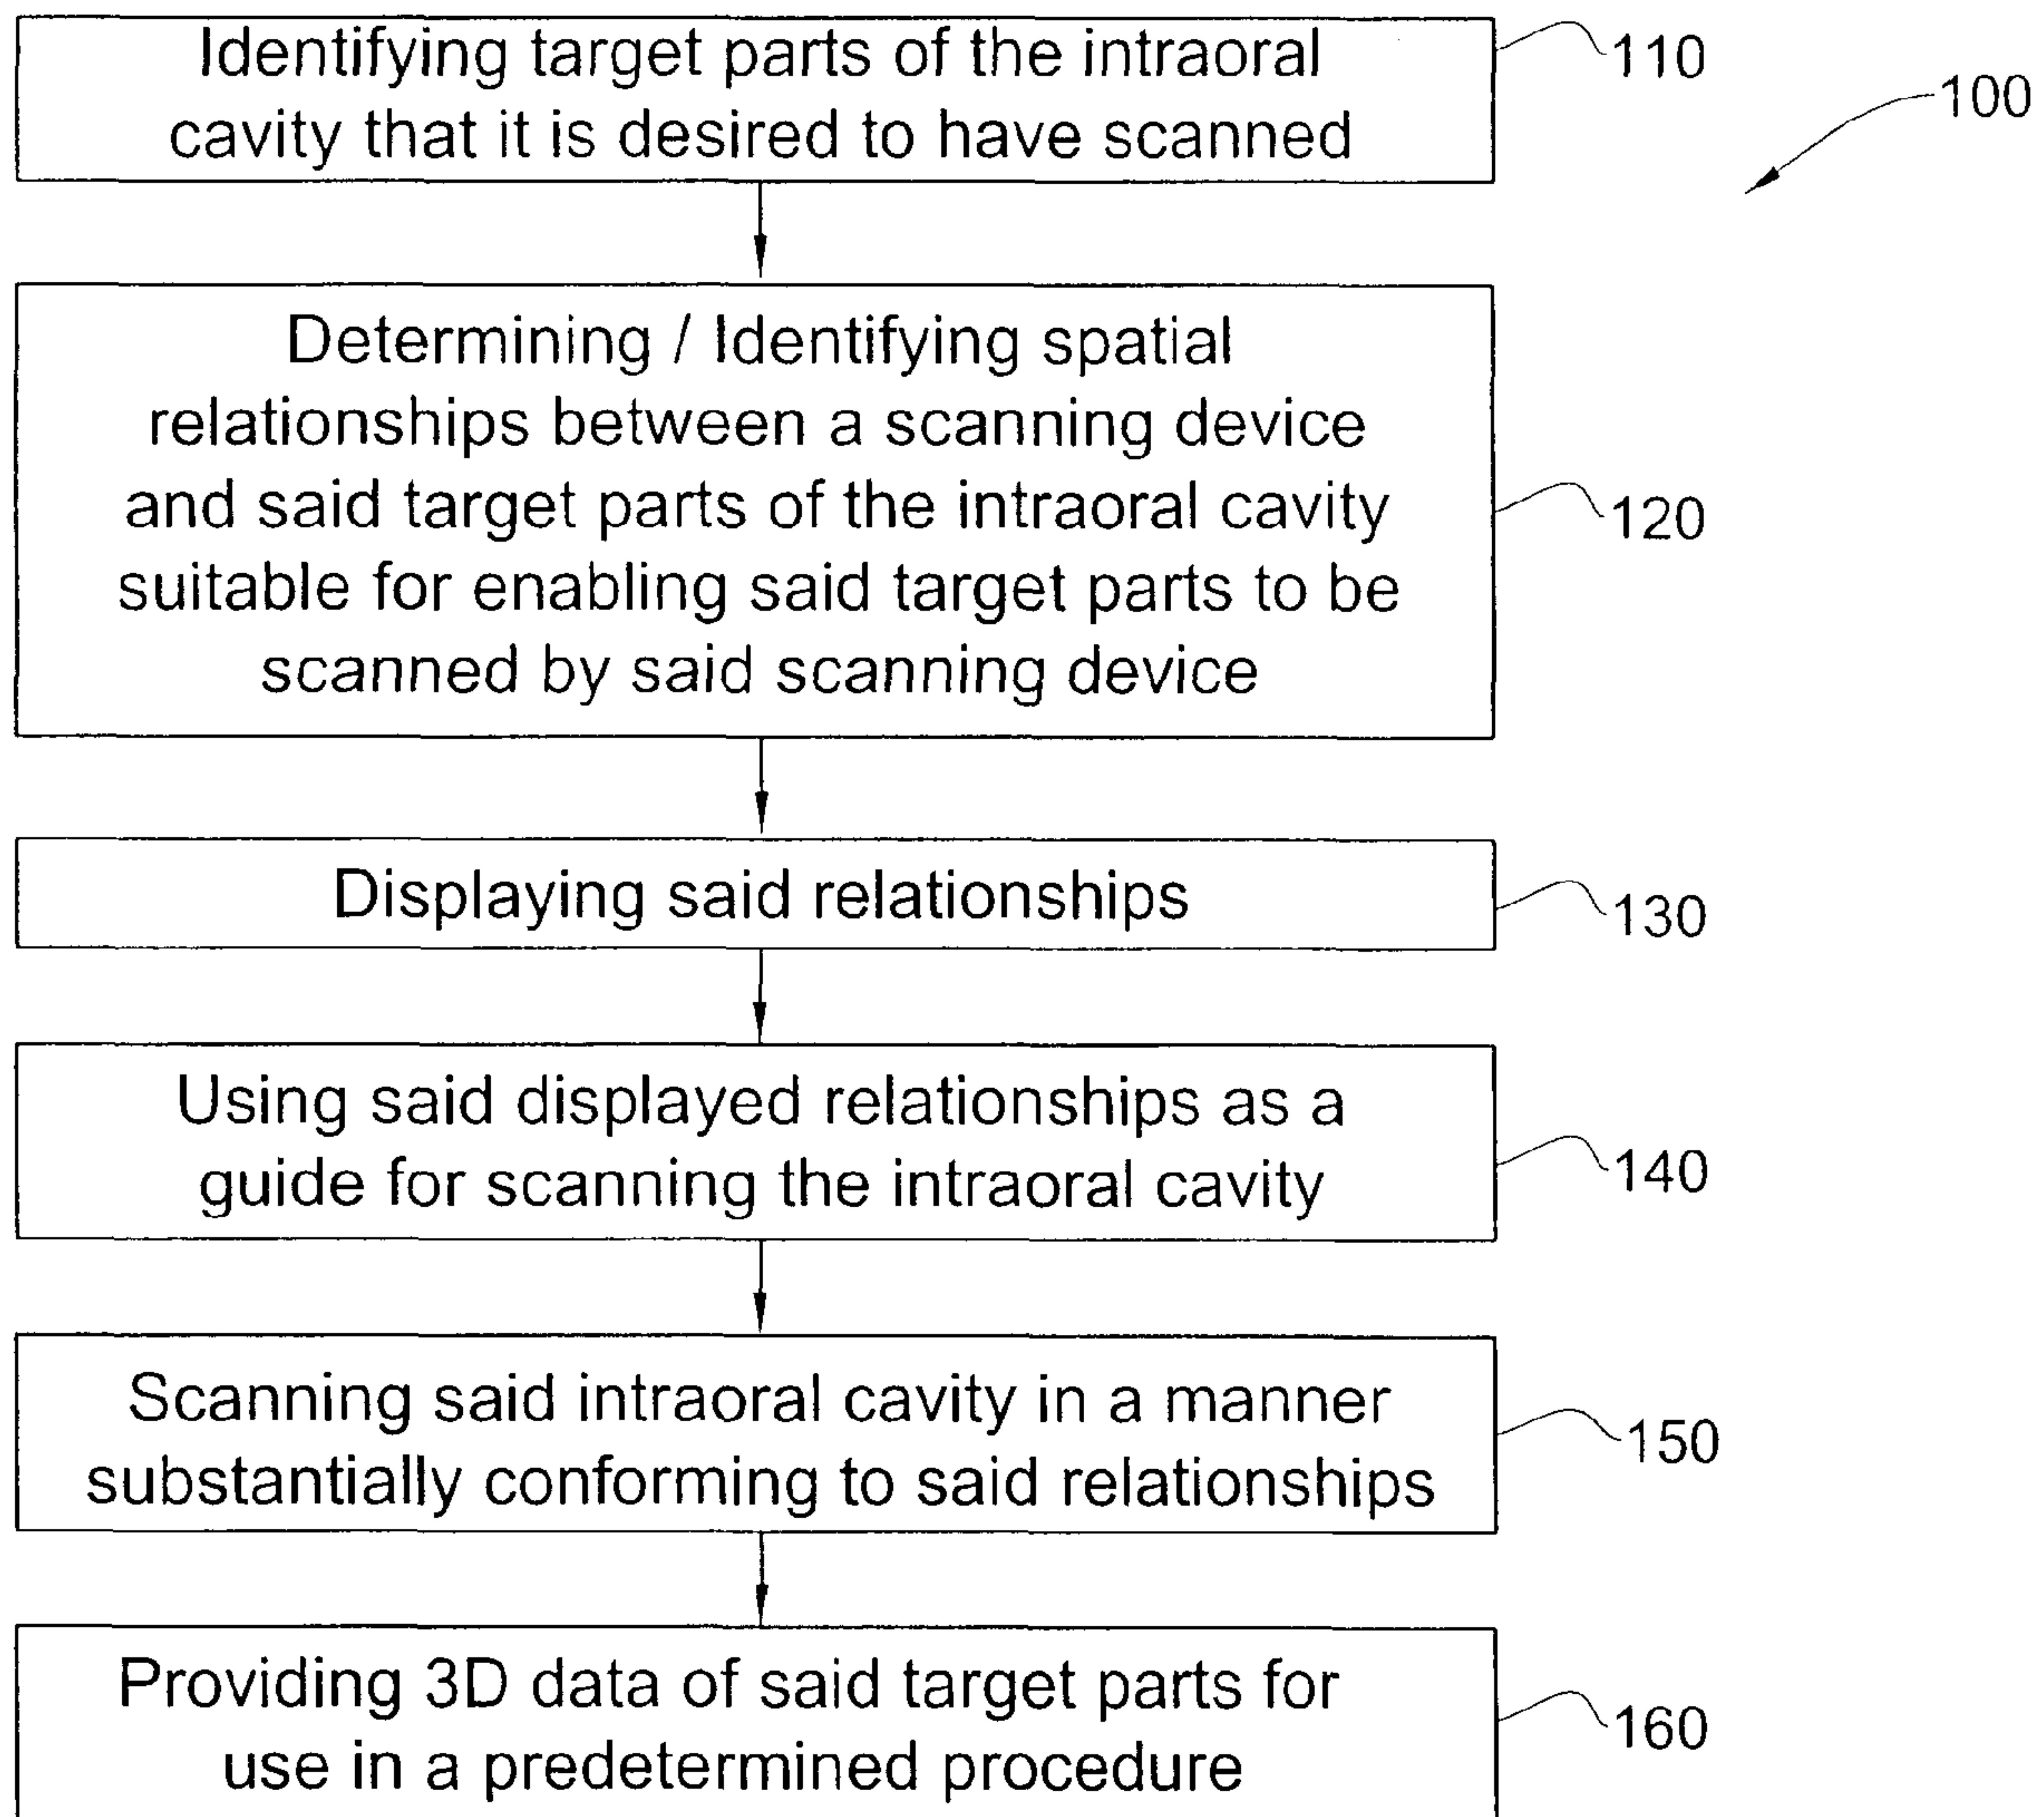 Identifying target parts of the intraoral
cavity that it is desired to have scanned
110
100
Determining / Identifying spatial
relationships between a scanning device
and said target parts of the intraoral cavity
suitable for enabling said target parts to be
scanned by said scanning device
120
Displaying said relationships
130
Using said displayed relationships as a
guide for scanning the intraoral cavity
140
Scanning said intraoral cavity in a manner
substantially conforming to said relationships
150
Providing 3D data of said target parts for
use in a predetermined procedure
160